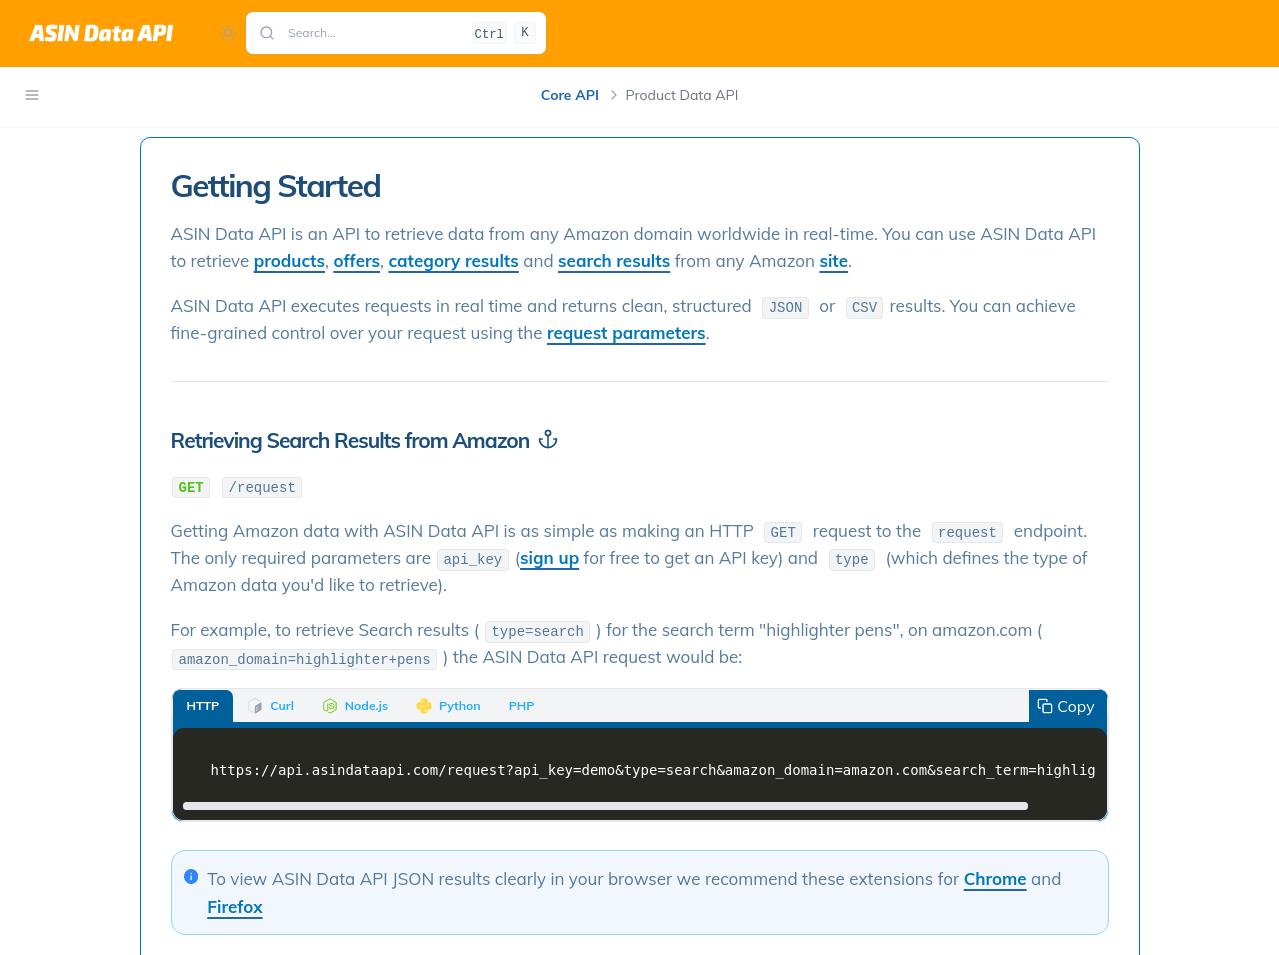 ASIN Data API
Search...
Ctrl K
Core API > Product Data API
Getting Started
ASIN Data API is an API to retrieve data from any Amazon domain worldwide in real-time. You can use ASIN Data API
to retrieve products, offers, category results and search results from any Amazon site.
ASIN Data API executes requests in real time and returns clean, structured JSON or CSV results. You can achieve
fine-grained control over your request using the request parameters.
Retrieving Search Results from Amazon
GET /request
Getting Amazon data with ASIN Data API is as simple as making an HTTP GET request to the request endpoint.
The only required parameters are api_key (sign up for free to get an API key) and type (which defines the type of
Amazon data you'd like to retrieve).
For example, to retrieve Search results ( type=search ) for the search term "highlighter pens", on amazon.com (
amazon_domain=highlighter+pens ) the ASIN Data API request would be:
HTTP Curl Node.js Python PHP Copy
https://api.asindataapi.com/request?api_key=demo&type=search&amazon_domain=amazon.com&search_term=highlig
To view ASIN Data API JSON results clearly in your browser we recommend these extensions for Chrome and
Firefox